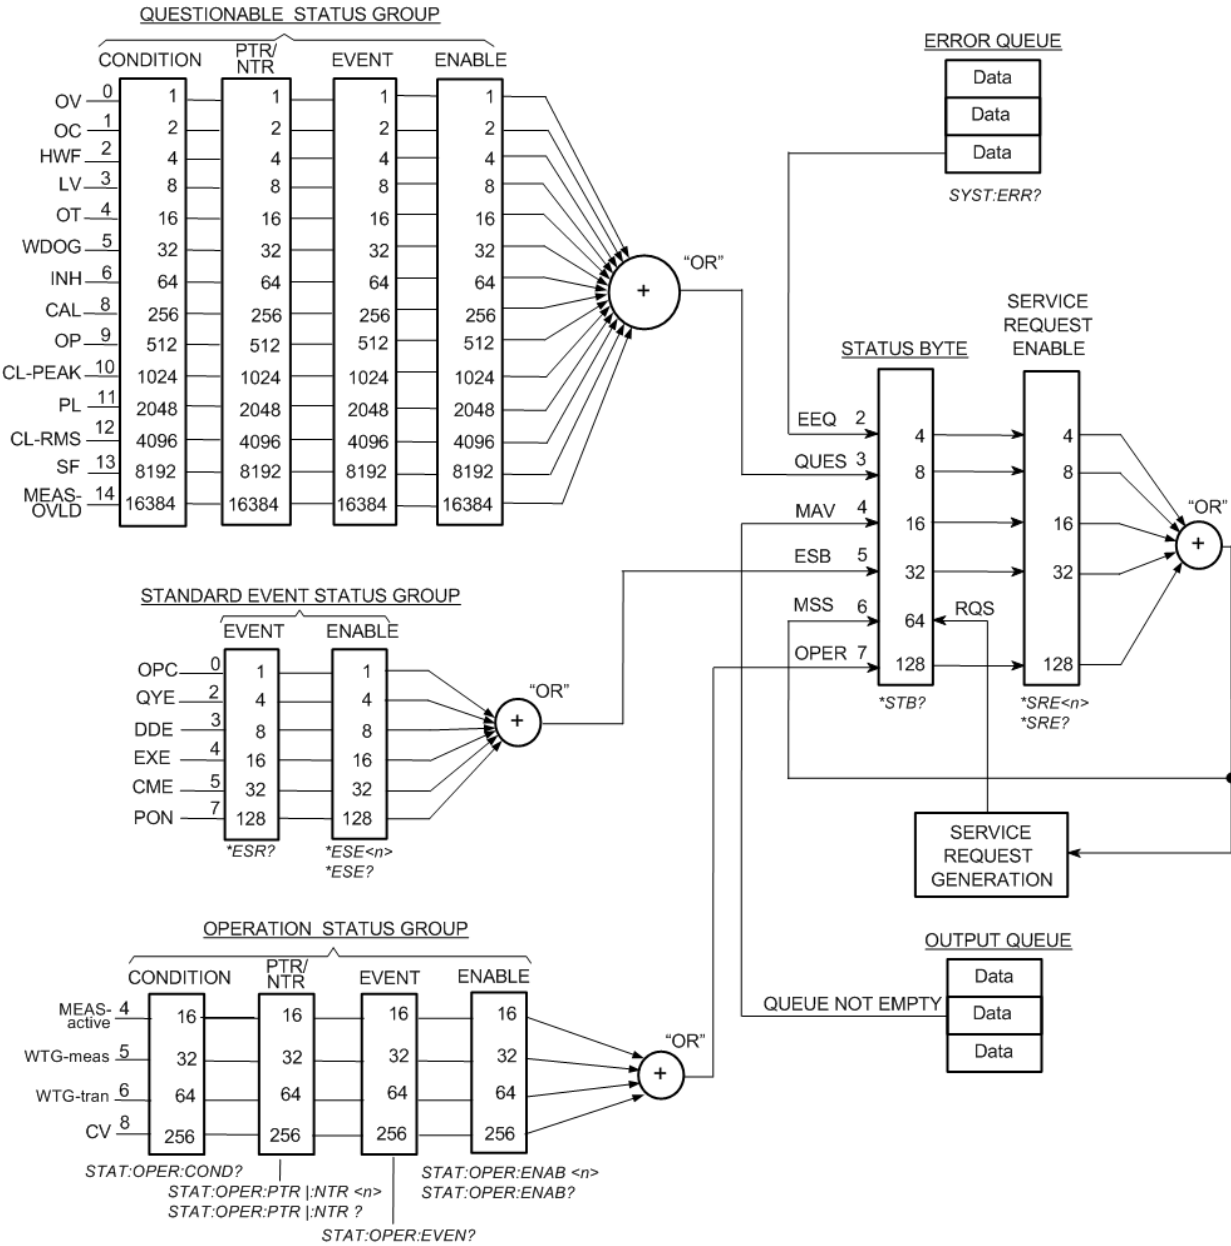 QUESTIONABLE STATUS GROUP
CONDITION PTR/ NTR EVENT ENABLE
OV 0 1 1 1 1
OC 1 2 2 2 2
HWF 2 4 4 4 4
LV 3 8 8 8 8
OT 4 16 16 16 16
WDOG 5 32 32 32 32
INH 6 64 64 64 64
CAL 8 256 256 256 256
OP 9 512 512 512 512
CL-PEAK 10 1024 1024 1024 1024
PL 11 2048 2048 2048 2048
CL-RMS 12 4096 4096 4096 4096
SF 13 8192 8192 8192 8192
MEAS-OVLD 14 16384 16384 16384 16384
+
"OR"
ERROR QUEUE
Data
Data
Data
SYST:ERR?
STATUS BYTE
SERVICE
REQUEST
ENABLE
EEQ 2 4 4
QUES 3 8 8
MAV 4 16 16
ESB 5 32 32
MSS 6 64 RQS
OPER 7 128 128
*STB?
*SRE<n>
*SRE?
"OR"
+
STANDARD EVENT STATUS GROUP
EVENT ENABLE
OPC 0 1 1
QYE 2 4 4
DDE 3 8 8
EXE 4 16 16
CME 5 32 32
PON 7 128 128
*ESR?
*ESE<n>
*ESE?
"OR"
+
SERVICE
REQUEST
GENERATION
OPERATION STATUS GROUP
CONDITION PTR/ NTR EVENT ENABLE
MEAS-active 4 16 16 16 16
WTG-meas 5 32 32 32 32
WTG-tran 6 64 64 64 64
CV 8 256 256 256 256
STAT:OPER:COND?
STAT:OPER:PTR |:NTR <n>
STAT:OPER:PTR |:NTR ?
STAT:OPER:EVEN?
STAT:OPER:ENAB <n>
STAT:OPER:ENAB?
"OR"
+
OUTPUT QUEUE
QUEUE NOT EMPTY
Data
Data
Data